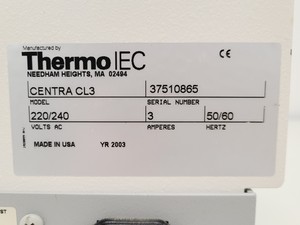 Manufactured by
Thermo IEC
NEEDHAM HEIGHTS, MA 02494
CE
CENTRA CL3 37510865
MODEL SERIAL NUMBER
220/240 3 50/60
VOLTS AC AMPERES HERTZ
MADE IN USA YR 2003
ST